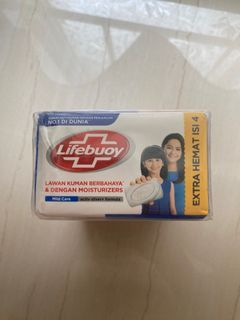 NO.1 DI DUNIA*
Lifebuoy
LAWAN KUMAN BERBAHAYA*
& DENGAN MOISTURIZERS
Mild Care
EXTRA HEMAT ISI 4